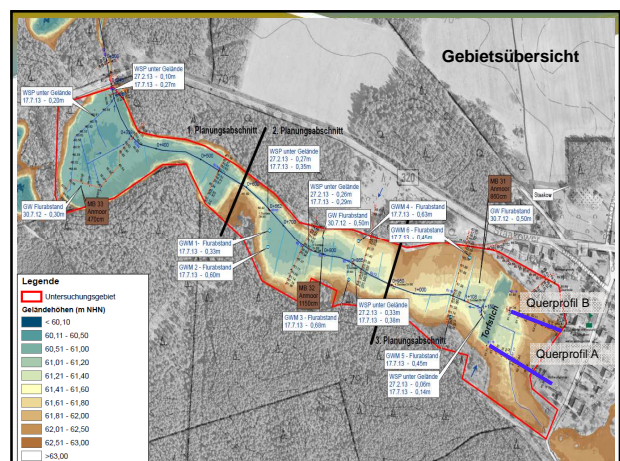 Gebietsübersicht
WSP unter Gelände
27.2.13 - 0,10m
17.7.13 - 0,27m
WSP unter Gelände
17.7.13 - 0,20m
1. Planungsabschnitt
2. Planungsabschnitt
WSP unter Gelände
27.2.13 - 0,27m
17.7.13 - 0,35m
WSP unter Gelände
27.2.13 - 0,26m
17.7.13 - 0,29m
GW Flurabstand
30.7.12 - 0,50m
GWM 4 - Flurabstand
17.7.13 - 0,63m
GWM 6 - Flurabstand
17.7.13 - 0,45m
320
MB 31
Anmoor
Staakow
GW Flurabstand
30.7.12 - 0,50m
GW Flurabstand
30.7.12 - 0,30m
MB 33
Anmoor
470cm
GWM 1 - Flurabstand
17.7.13 - 0,33m
GWM 2 - Flurabstand
17.7.13 - 0,60m
MB 32
Anmoor
1150cm
GWM 3 - Flurabstand
17.7.13 - 0,68m
WSP unter Gelände
27.2.13 - 0,33m
17.7.13 - 0,38m
3. Planungsabschnitt
GWM 5 - Flurabstand
17.7.13 - 0,45m
WSP unter Gelände
27.2.13 - 0,06m
17.7.13 - 0,14m
Torfstich
Querprofil B
Querprofil A
Legende
Untersuchungsgebiet
Geländehöhen (m NHN)
< 60,10
60,11 - 60,50
60,51 - 61,00
61,01 - 61,20
61,21 - 61,40
61,41 - 61,60
61,61 - 61,80
61,81 - 62,00
62,01 - 62,50
62,51 - 63,00
>63,00